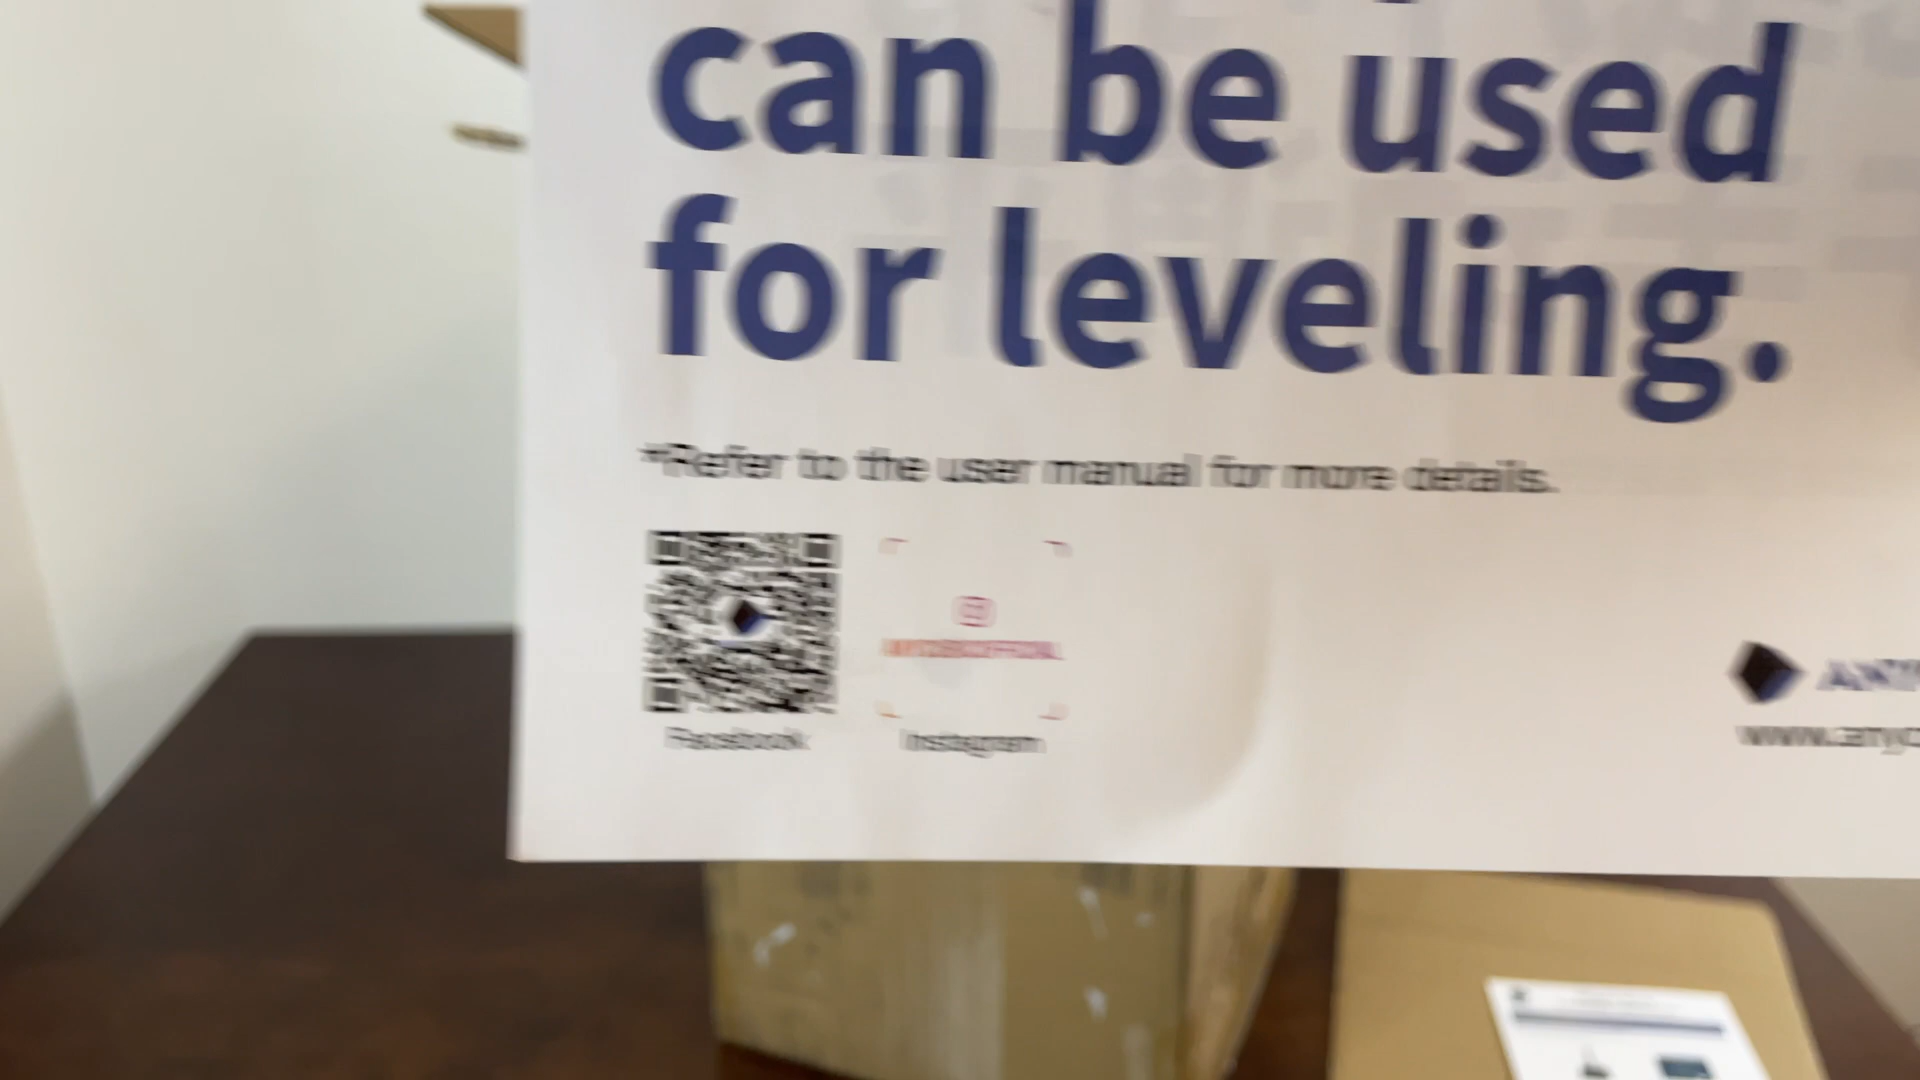 can be used
for leveling.
*Refer to the user manual for more details.
Facebook
Instagram